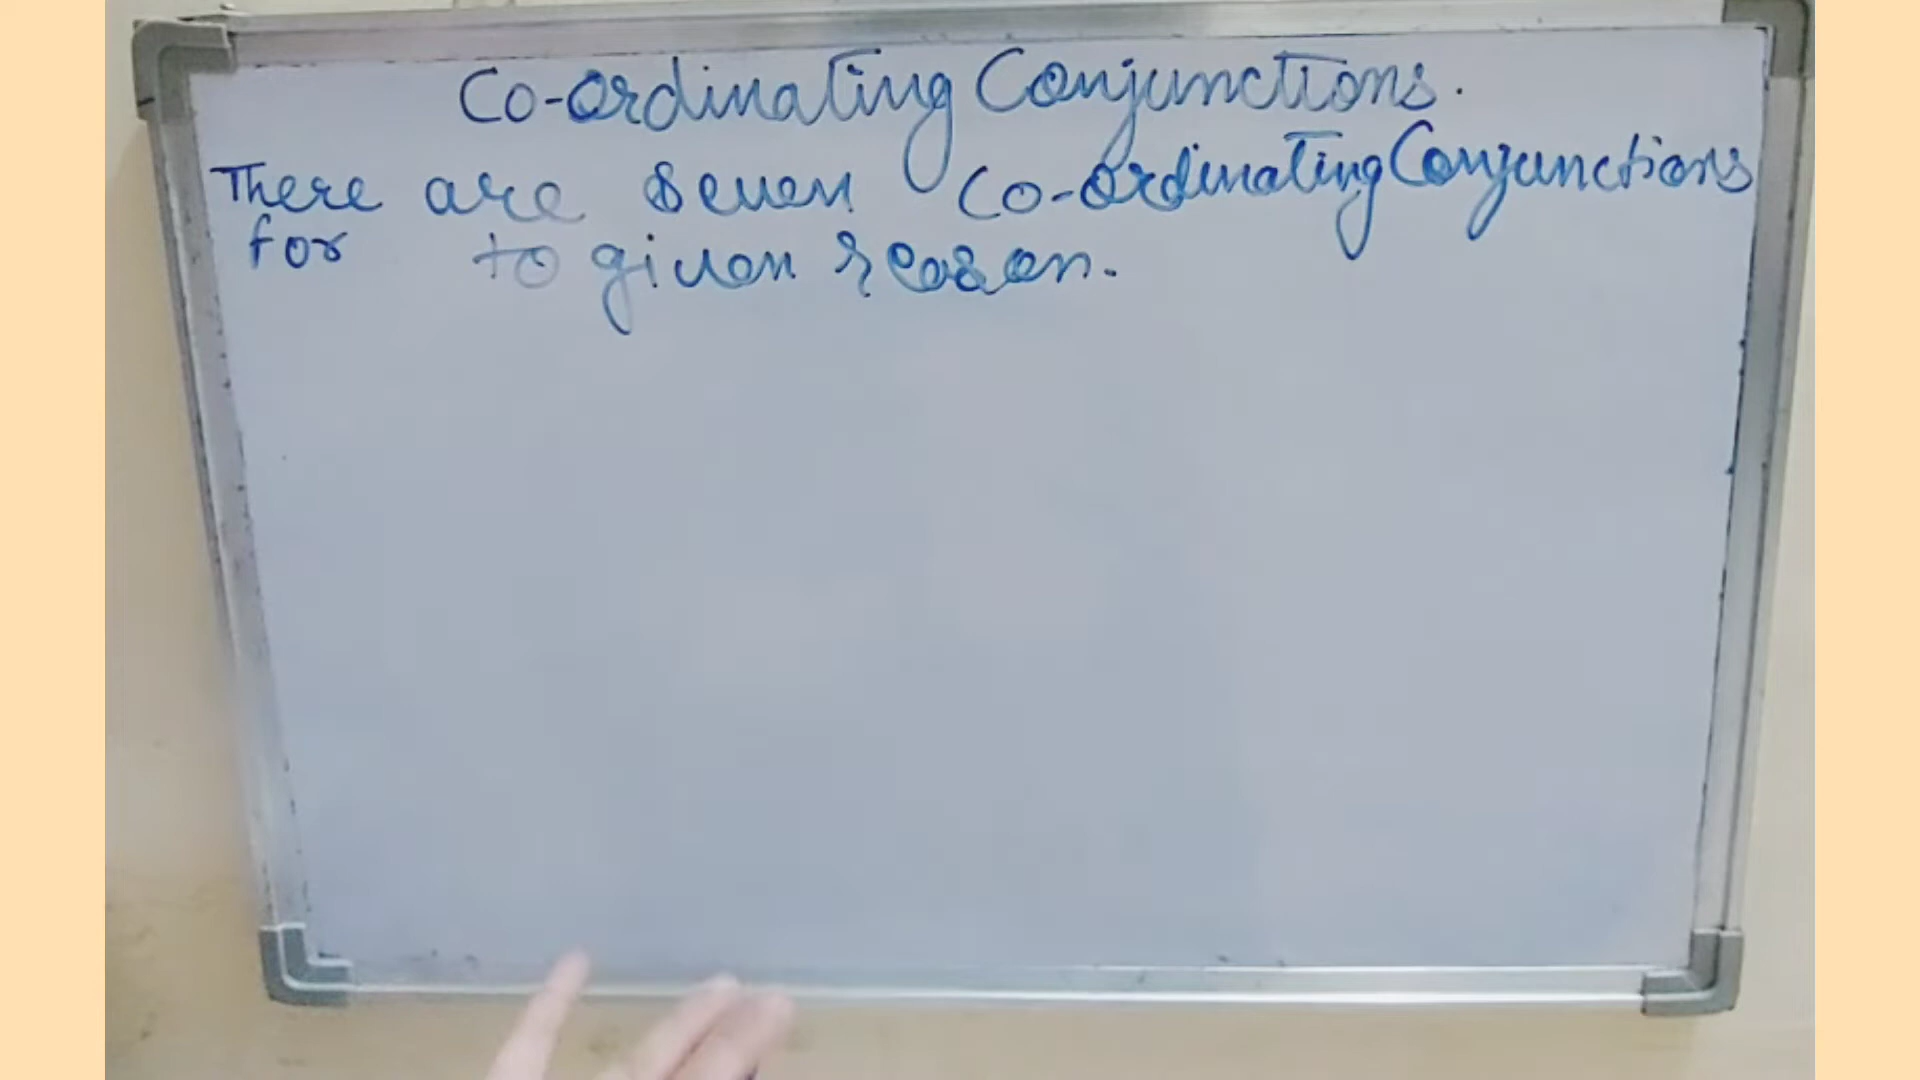 Co-ordinating Conjunctions.
There are seven Co-ordinating Conjunctions
for to given reason.